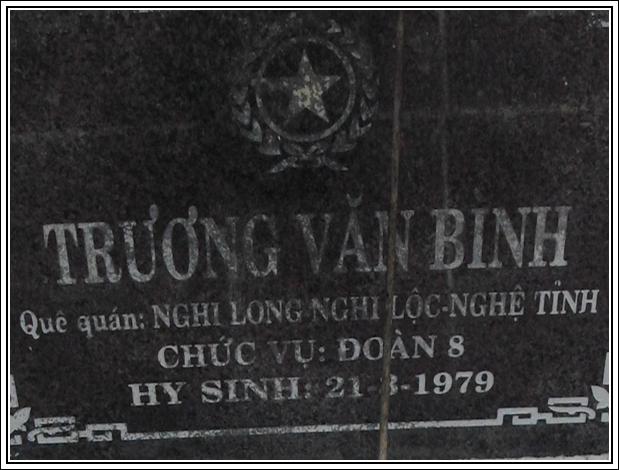 TRƯƠNG VĂN BÌNH
Quê quán: NGHI LONG NGHI LỘC-NGHỆ TĨNH
CHỨC VỤ: ĐOÀN 8
HY SINH: 21-3-1979